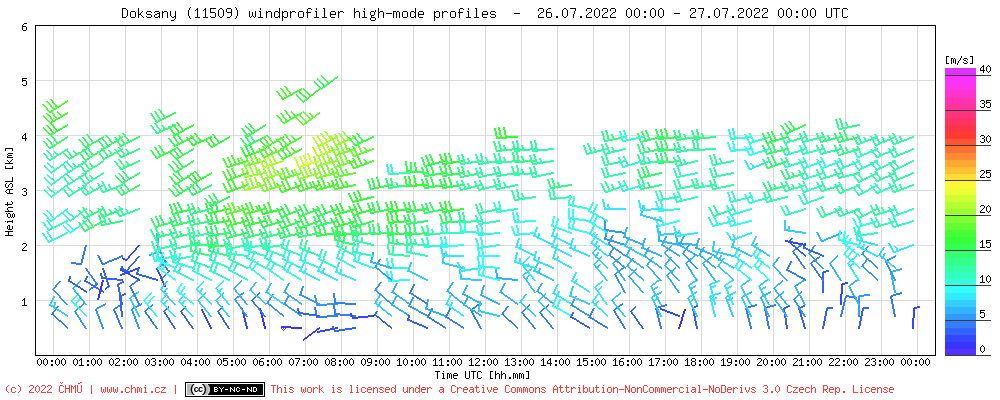 Doksany (11509) windprofiler high-mode profiles  -  26.07.2022 00:00 - 27.07.2022 00:00 UTC
[m/s]
6
5
4
3
2
1
Height ASL [km]
40
35
30
25
20
15
10
5
0
00:00 01:00 02:00 03:00 04:00 05:00 06:00 07:00 08:00 09:00 10:00 11:00 12:00 13:00 14:00 15:00 16:00 17:00 18:00 19:00 20:00 21:00 22:00 23:00 00:00
Time UTC [hh.mm]
(c) 2022 ČHMÚ | www.chmi.cz | cc BY-NC-ND This work is licensed under a Creative Commons Attribution-NonCommercial-NoDerivs 3.0 Czech Rep. License